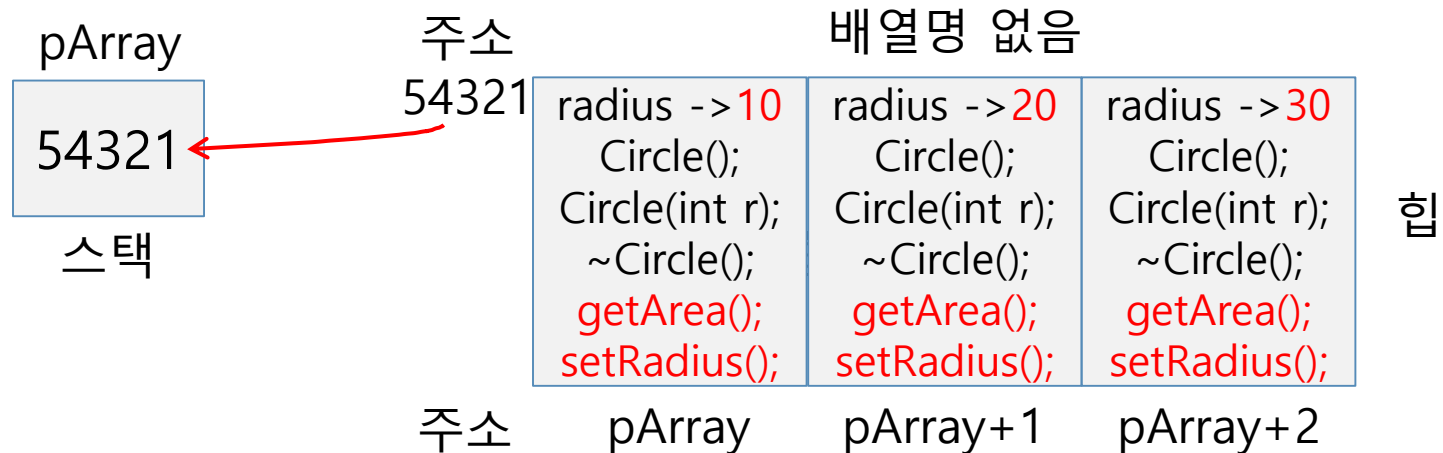 pArray
54321
스택
주소
54321
배열명 없음
radius ->10
Circle();
Circle(int r);
~Circle();
getArea();
setRadius();
radius ->20
Circle();
Circle(int r);
~Circle();
getArea();
setRadius();
radius ->30
Circle();
Circle(int r);
~Circle();
getArea();
setRadius();
힙
주소 pArray pArray+1 pArray+2